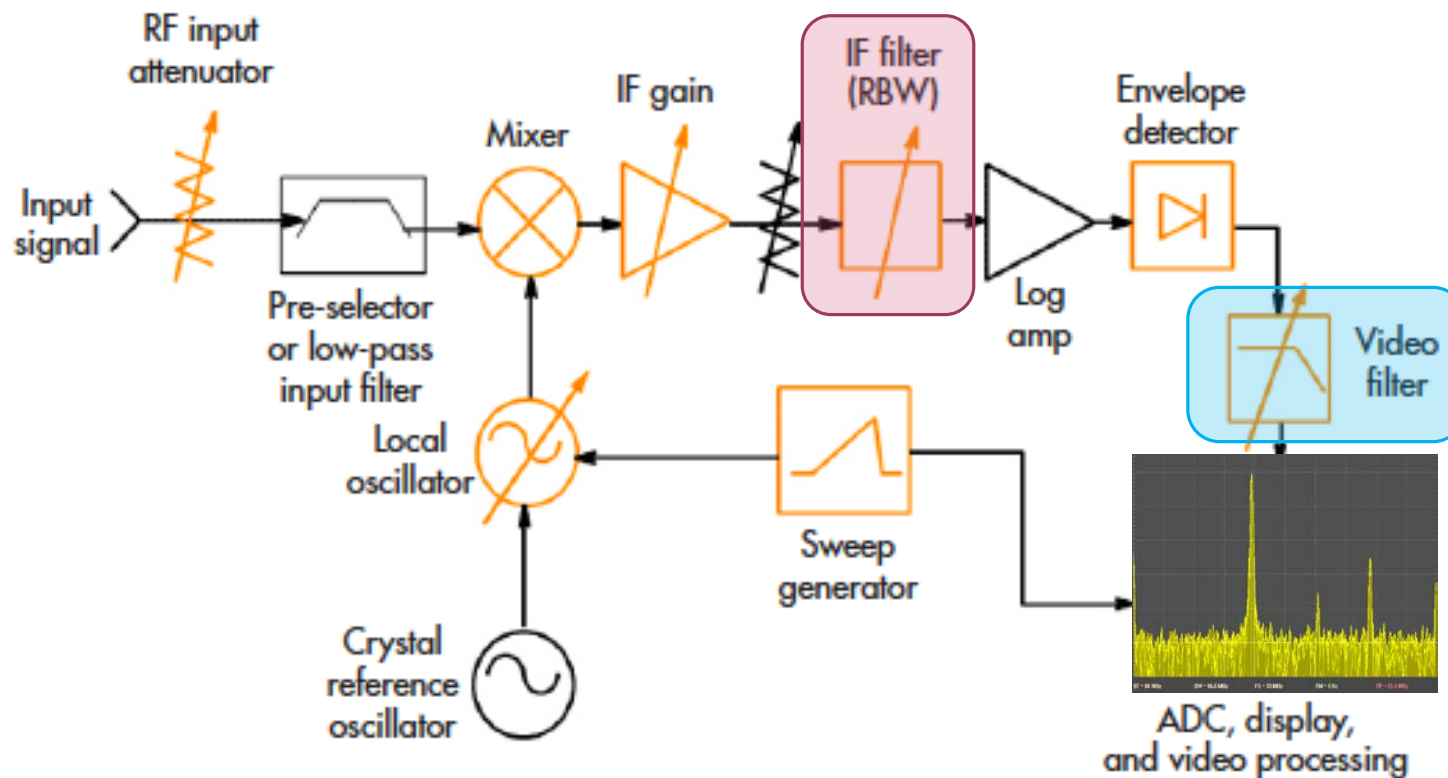 RF input
attenuator
IF gain
IF filter
(RBW)
Envelope
detector
Mixer
Input
signal
Pre-selector
or low-pass
input filter
Log
amp
Video
filter
Local
oscillator
Sweep
generator
Crystal
reference
oscillator
ADC, display,
and video processing